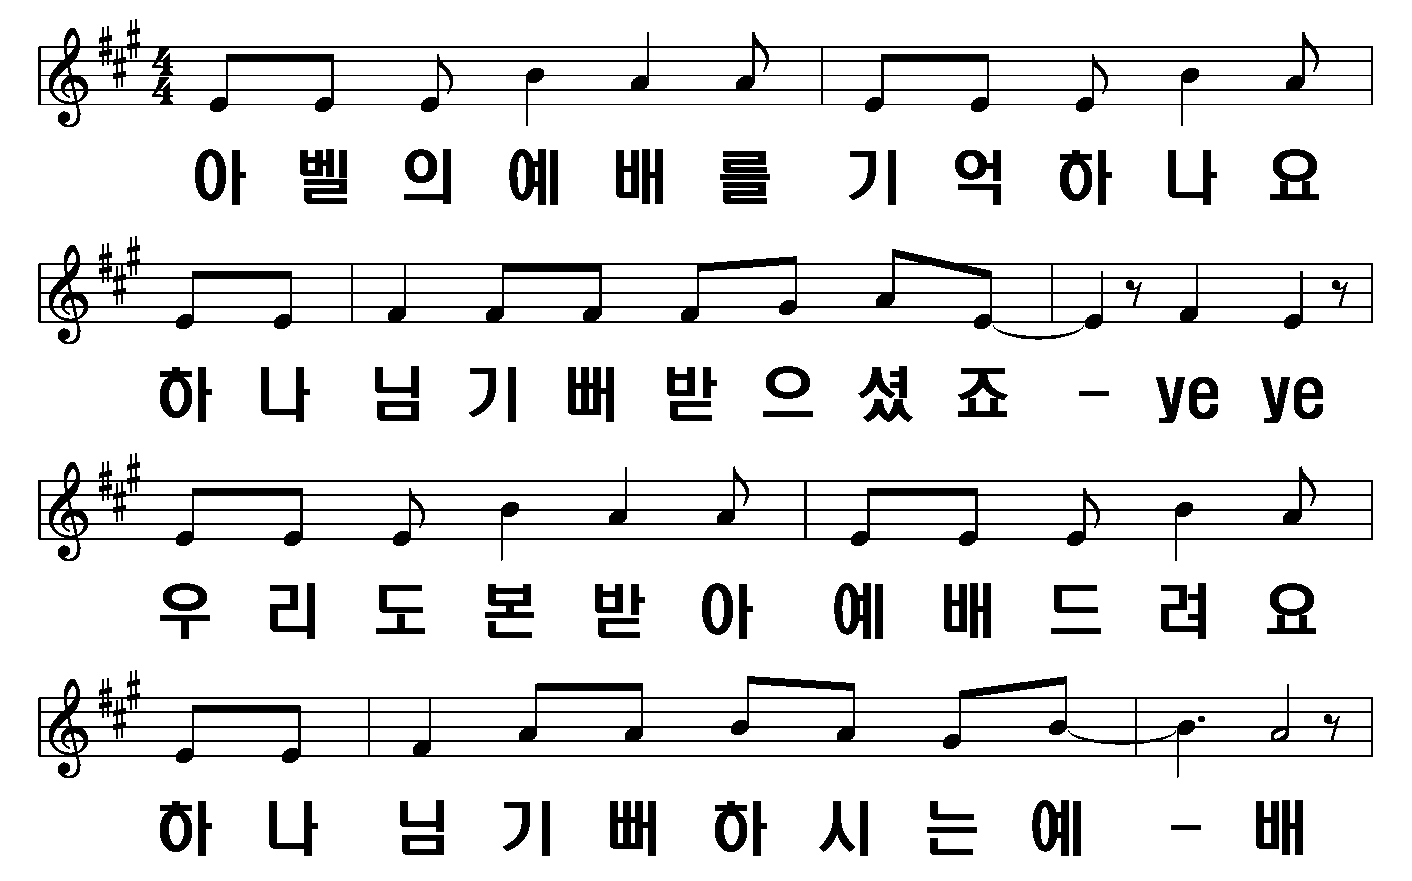 아벨의예배를 기억하나요
하나님기뻐받으셨죠 - ye ye
우리도본받아 예배드려요
하나님기뻐하시는예 - 배